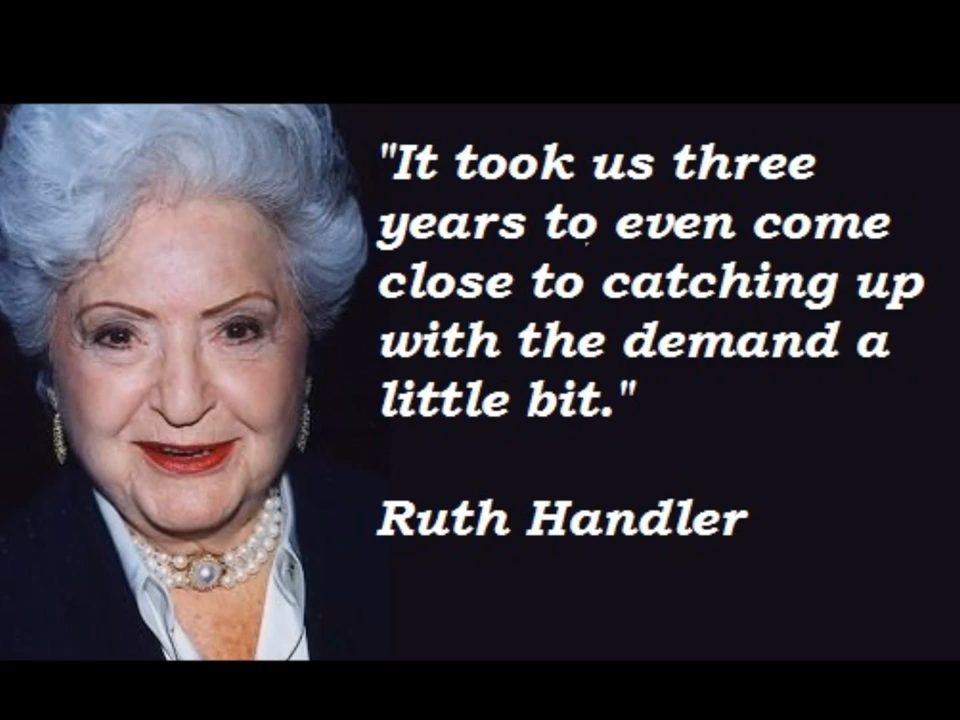 "It took us three
years to even come
close to catching up
with the demand a
little bit."
Ruth Handler